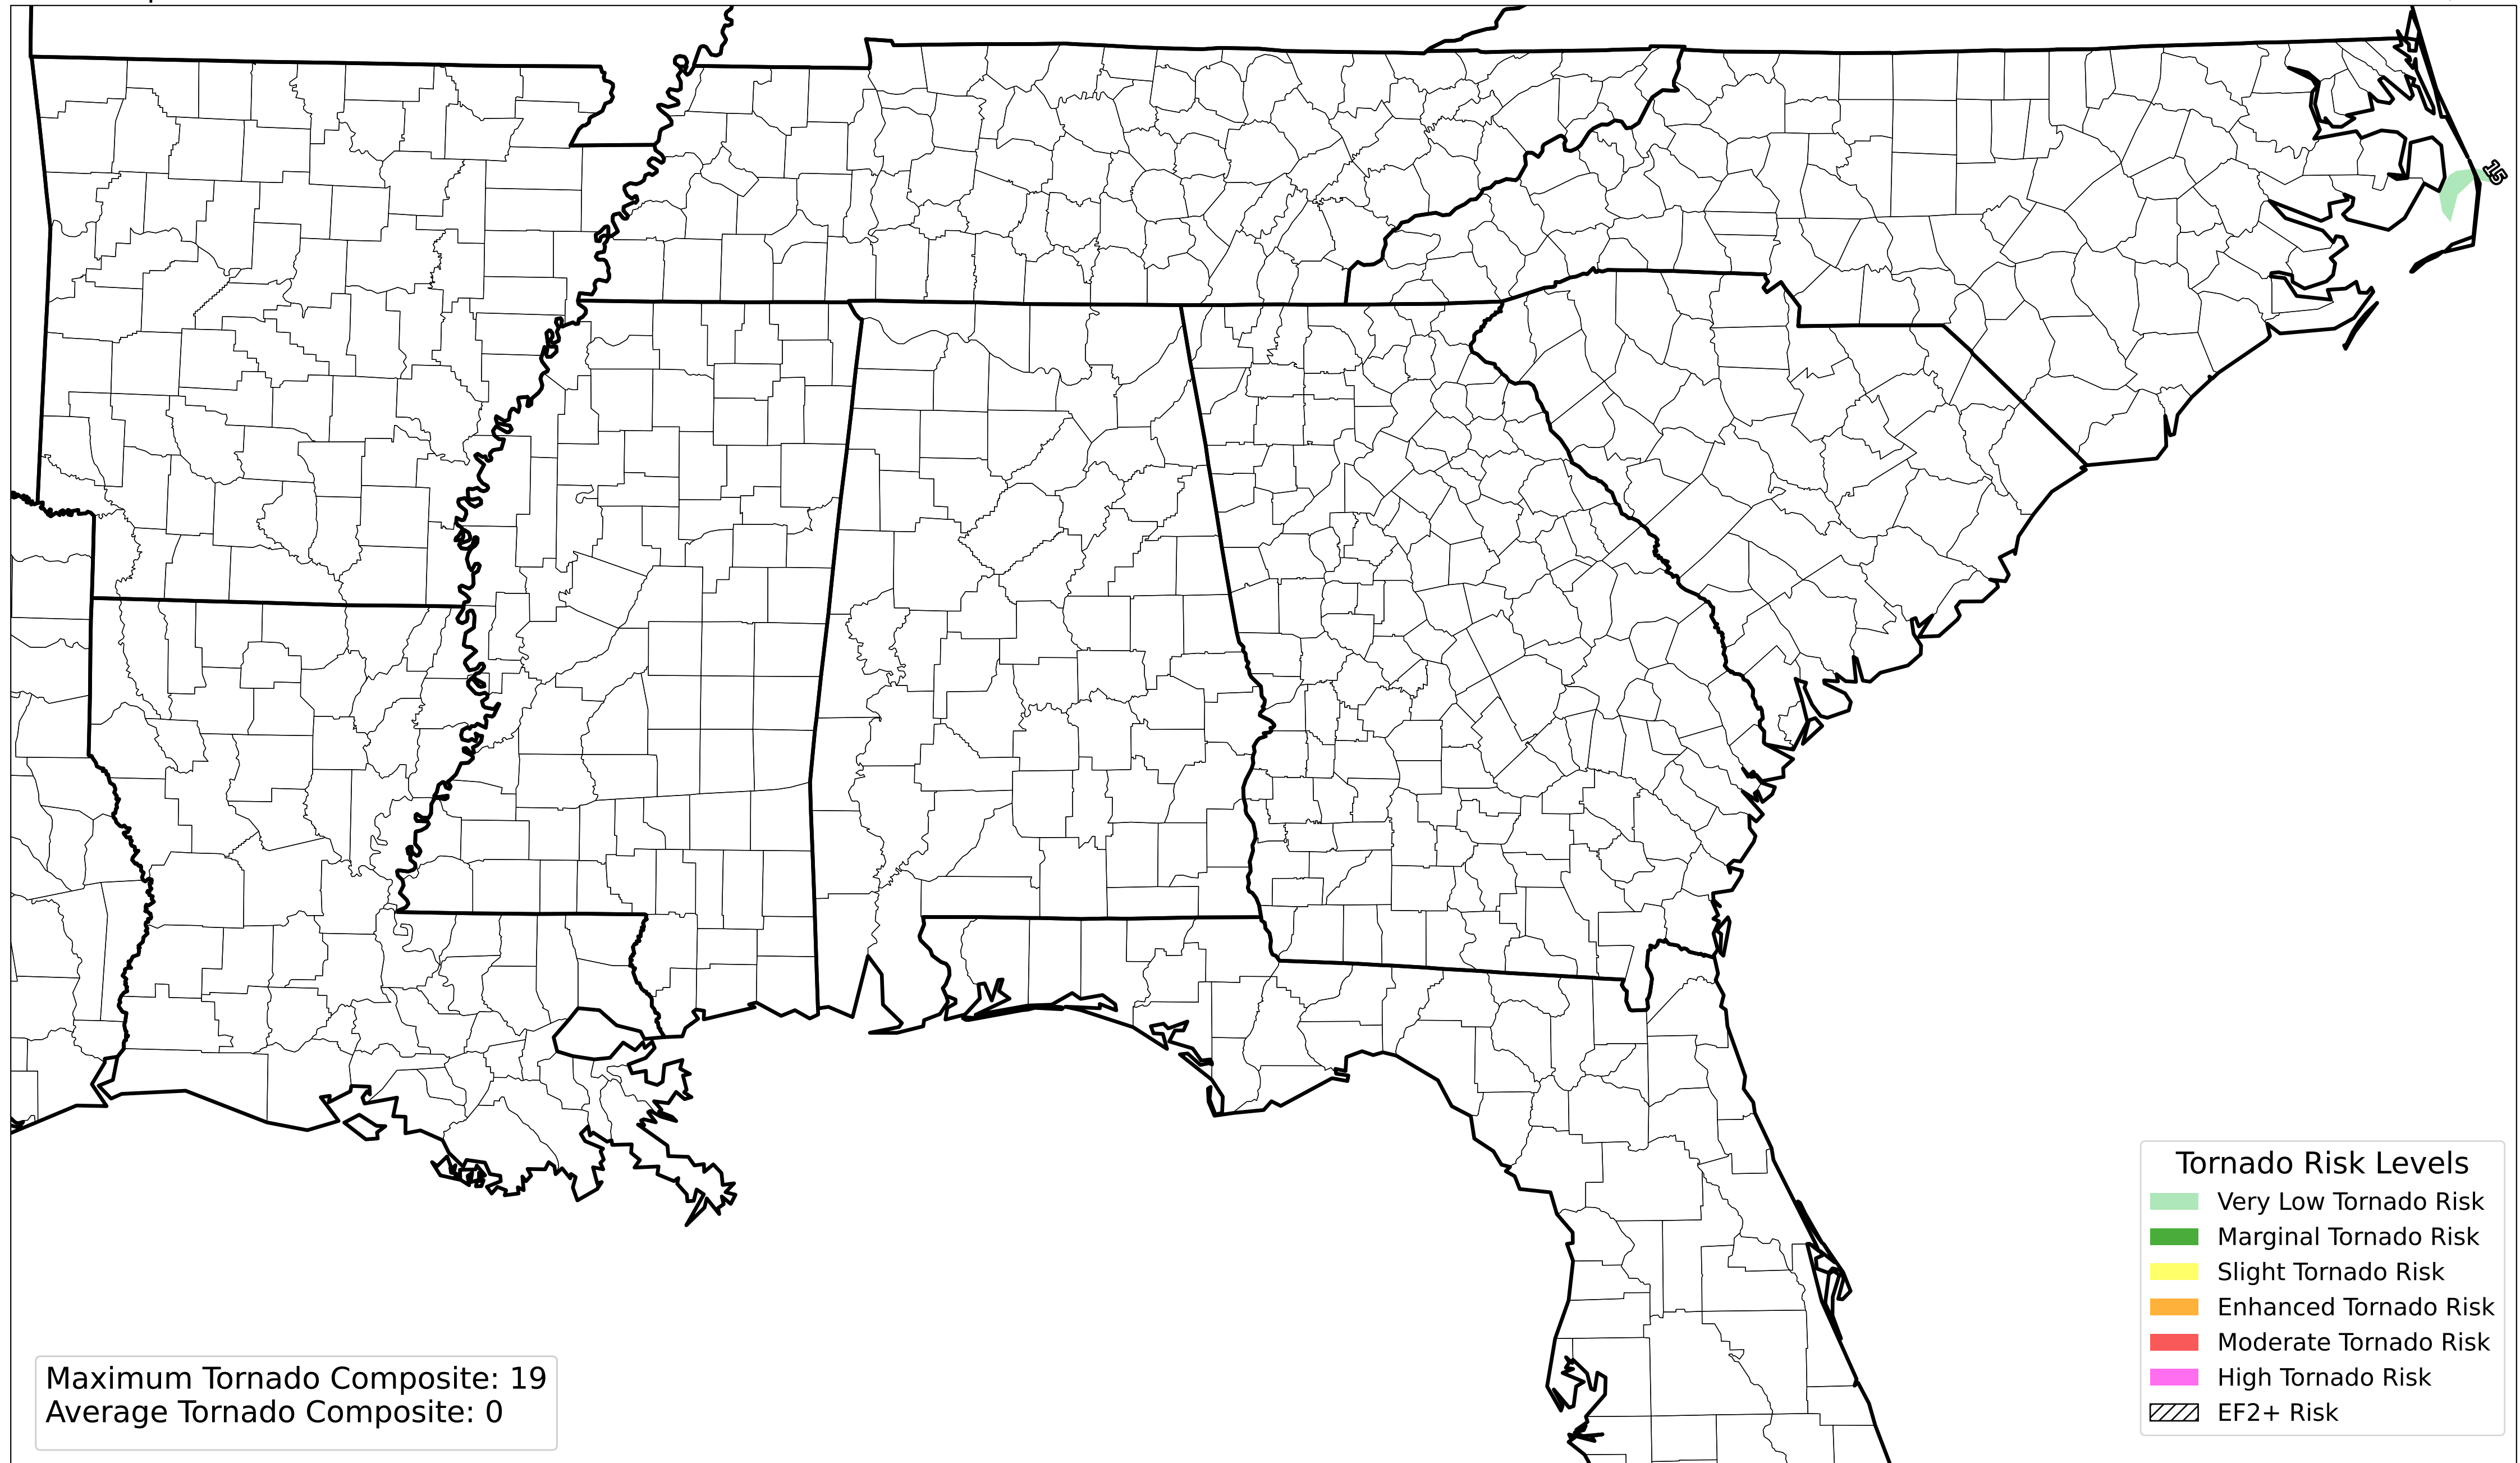 15
Tornado Risk Levels
Very Low Tornado Risk
Marginal Tornado Risk
Slight Tornado Risk
Enhanced Tornado Risk
Moderate Tornado Risk
High Tornado Risk
EF2+ Risk
Maximum Tornado Composite: 19
Average Tornado Composite: 0